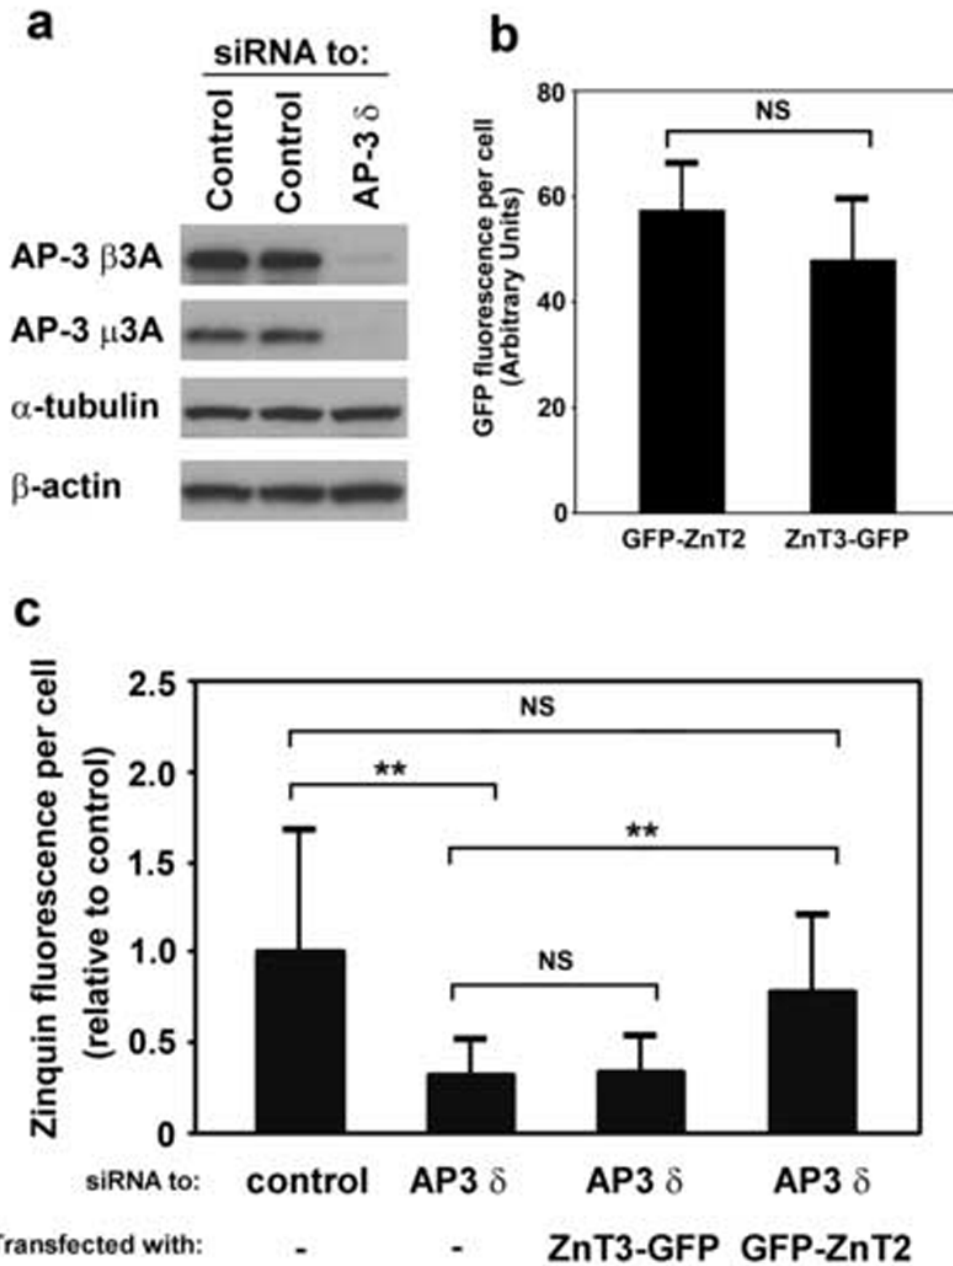 a
siRNA to:
Control
Control
AP-3 δ
AP-3 β3A
AP-3 μ3A
α-tubulin
β-actin
b
GFP fluorescence per cell
(Arbitrary Units)
80
60
40
20
0
NS
GFP-ZnT2 ZnT3-GFP
c
Zinquin fluorescence per cell
(relative to control)
2.5
2.0
1.5
1.0
0.5
0
NS
**
**
NS
siRNA to: control AP3 δ AP3 δ AP3 δ
Transfected with: - - ZnT3-GFP GFP-ZnT2